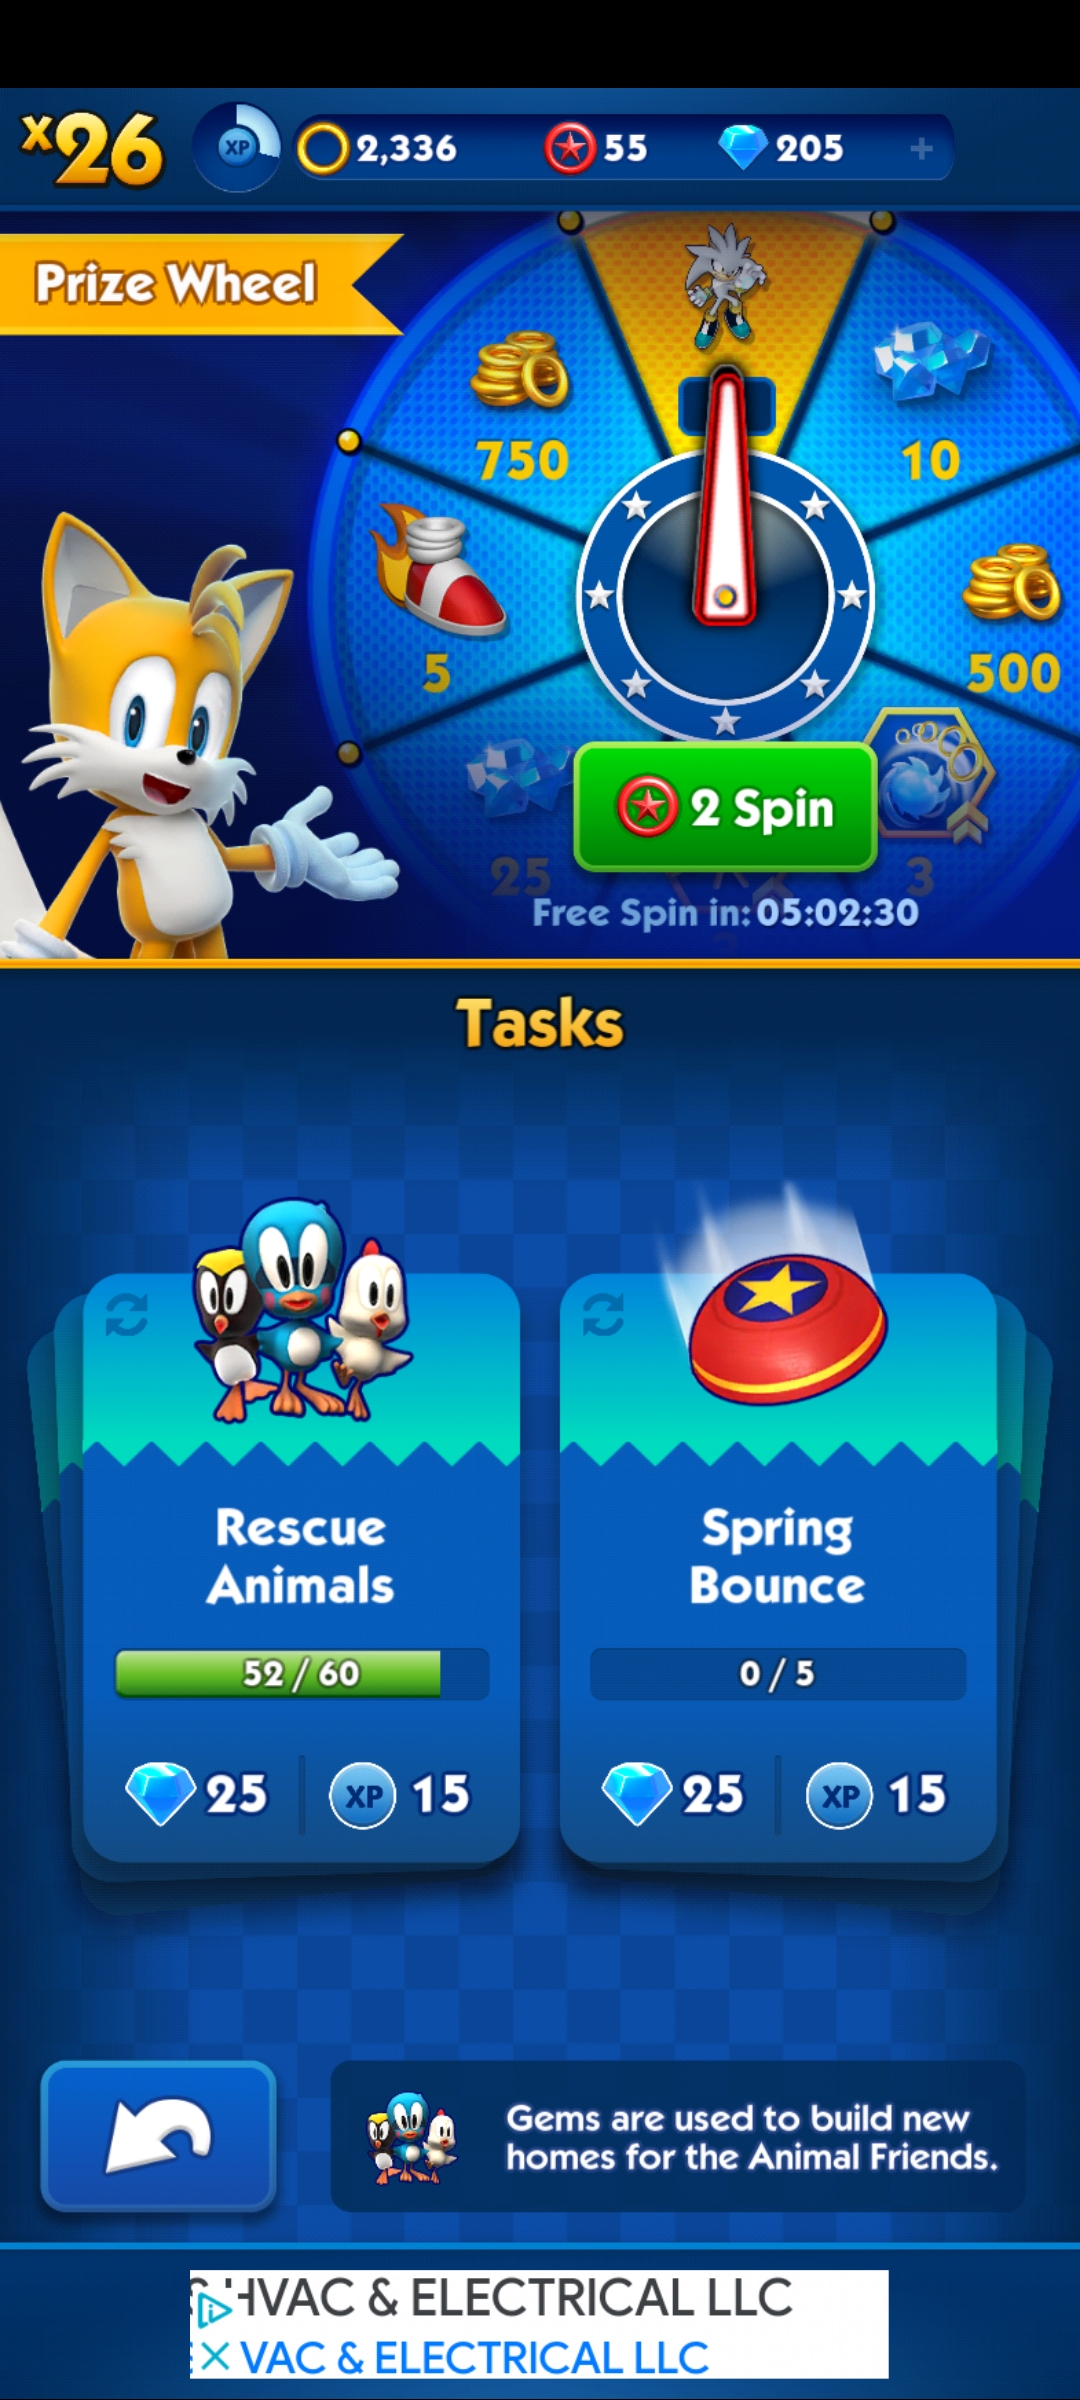 x26
XP
2,336
55
205
+
Prize Wheel
750
10
5
500
25
3
2 Spin
Free Spin in: 05:02:30
Tasks
Rescue
Animals
52 / 60
25
XP
15
Spring
Bounce
0 / 5
25
XP
15
Gems are used to build new
homes for the Animal Friends.
HVAC & ELECTRICAL LLC
VAC & ELECTRICAL LLC